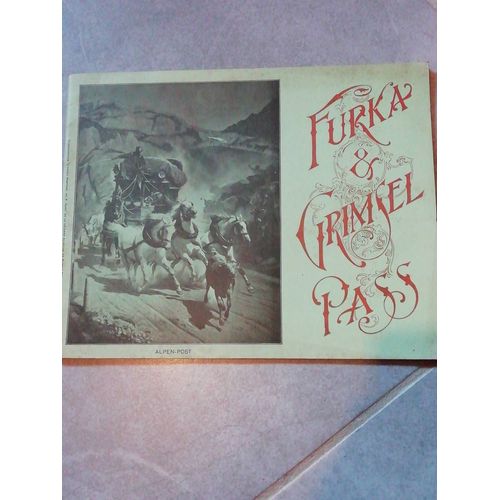 FURKA
&
GRIMSEL
PASS
ALPEN-POST